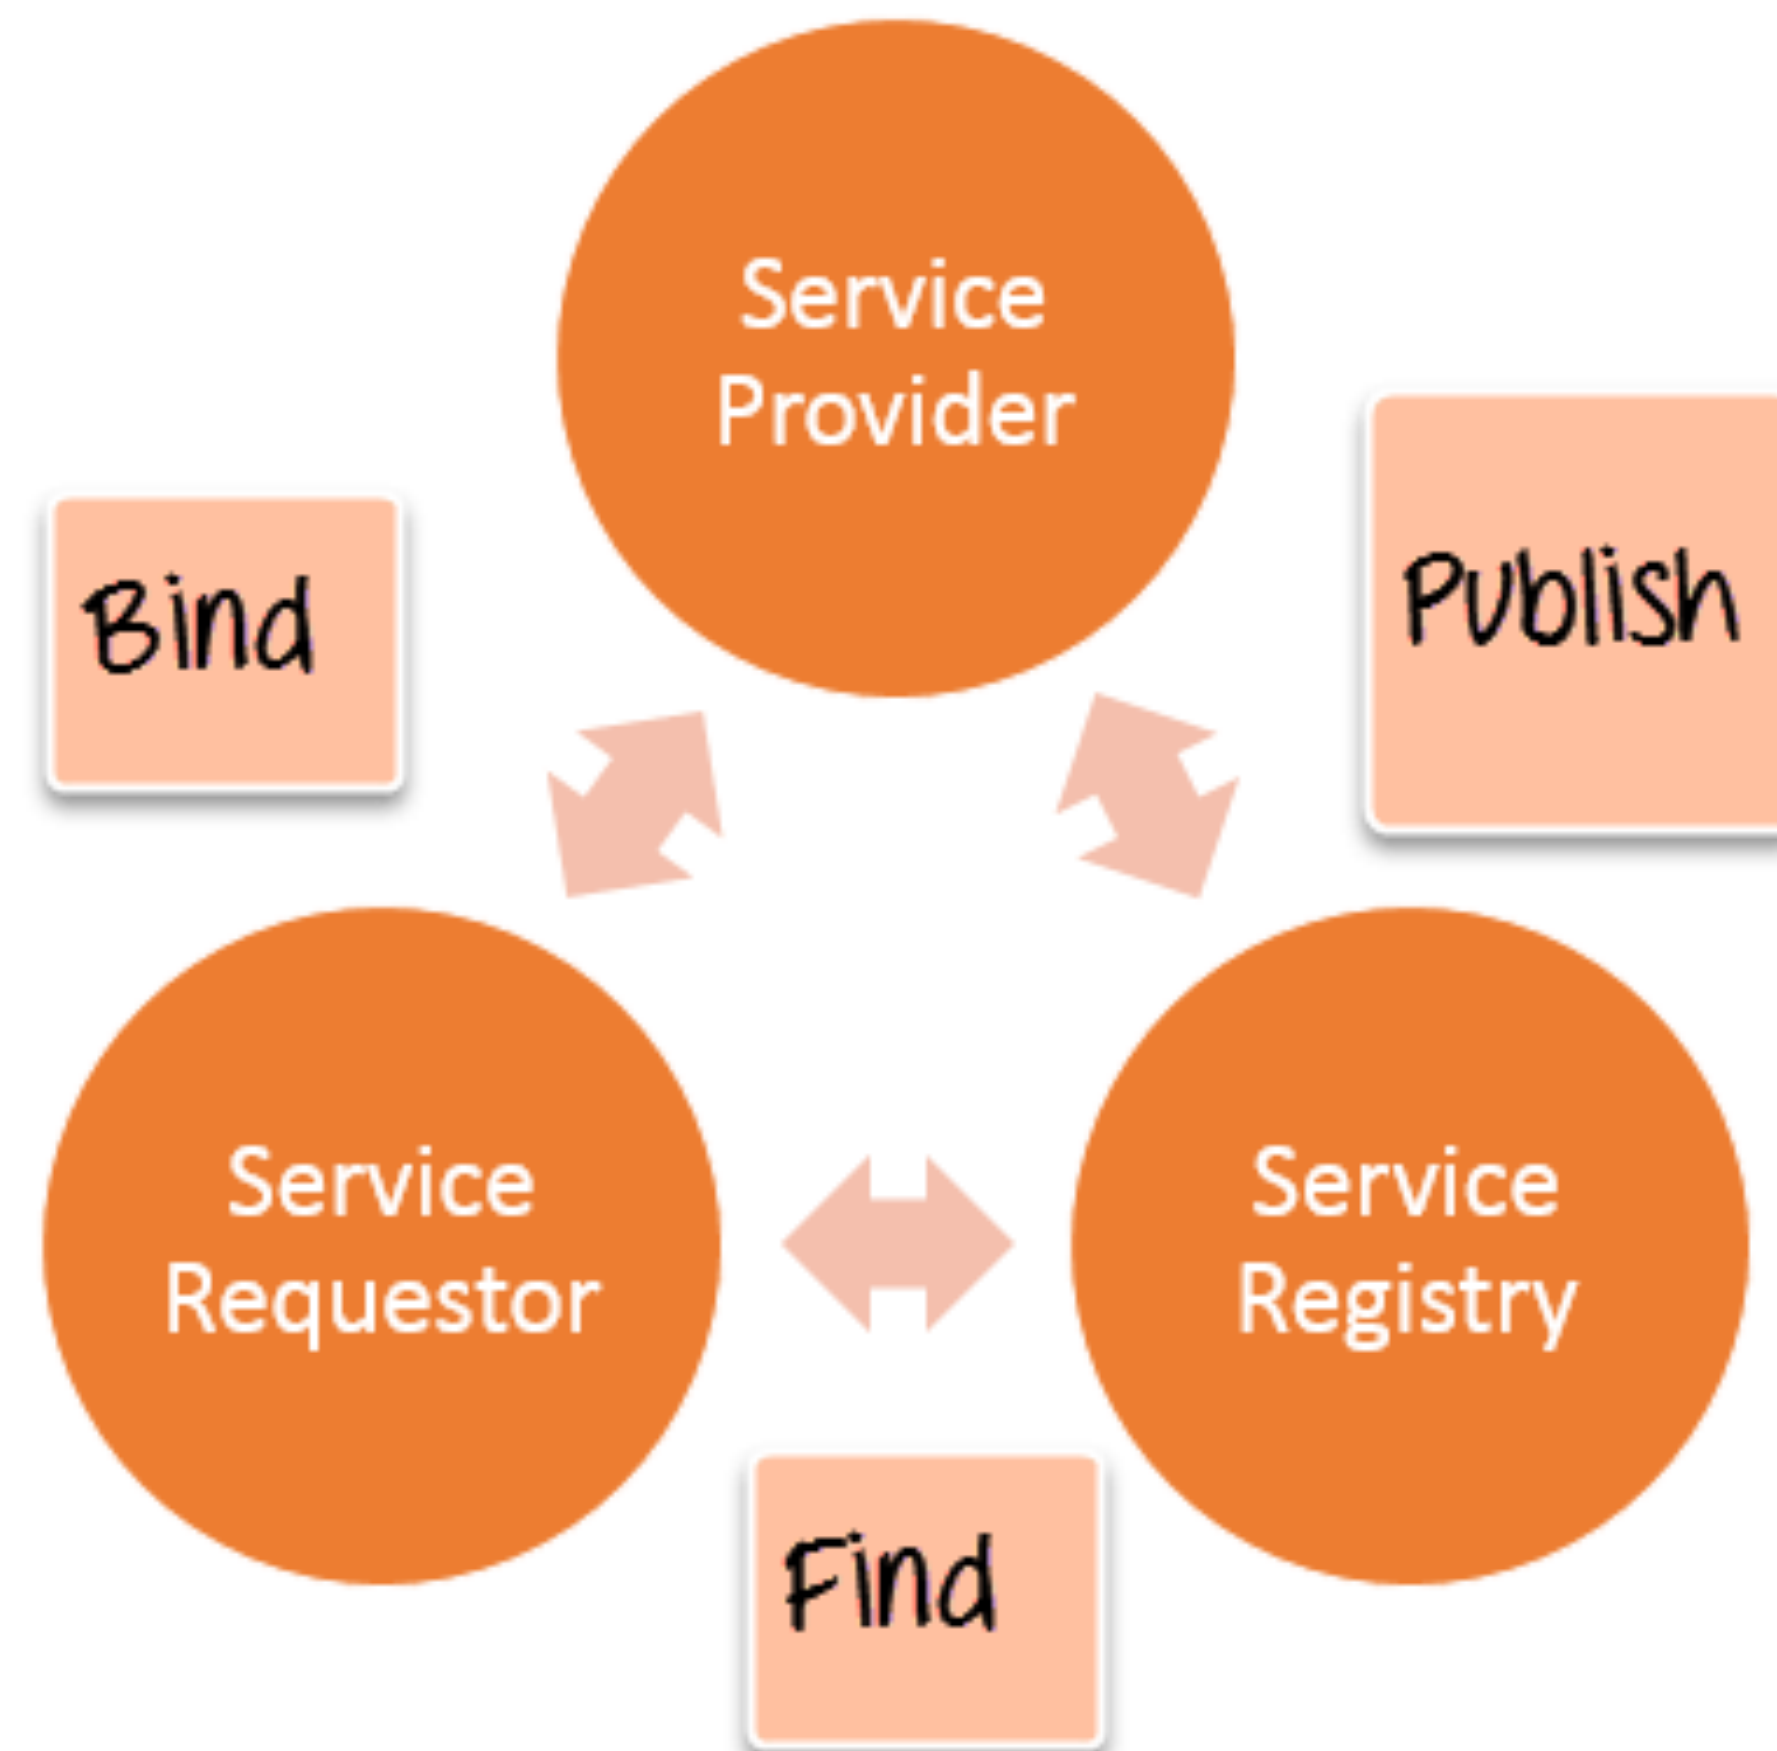 Service
Provider
Bind
Publish
Service
Requestor
Service
Registry
Find